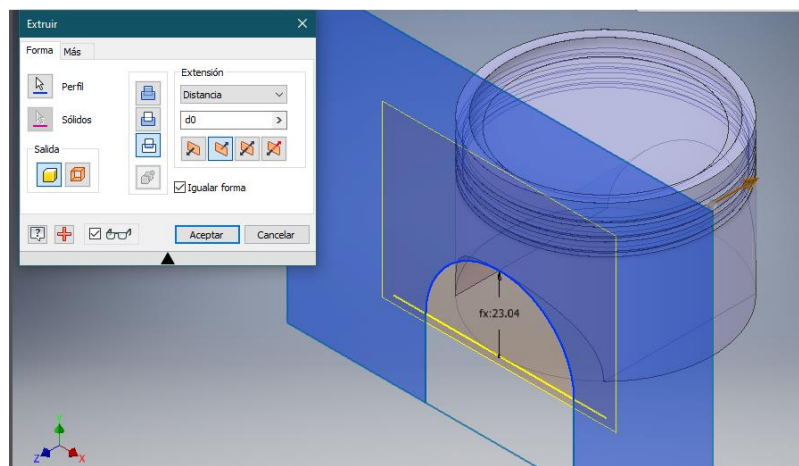 Extruir
Forma Más
Extensión
Perfil
Distancia
Sólidos
d0
Salida
Igualar forma
Aceptar Cancelar
fx:23.04
Y
Z X